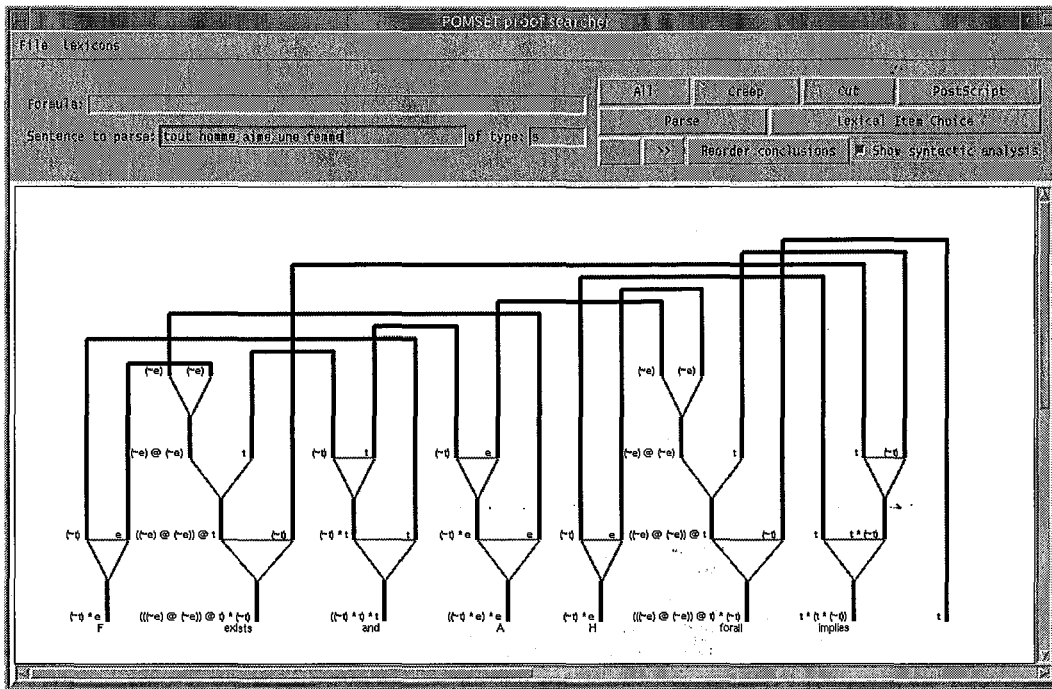 POMSET proof searcher
File Lexicons
Formula:
All creep cut PostScript
Sentence to parse: tout homme aime une femme of type: s
Parse Lexical Item Choice
>> Reorder conclusions Show syntactic analysis
(~e) (~e) (~e) (~e)
(~e) @ (~e) t (~t) t (~t) e (~e) @ (~e) t t (~t)
(~t) e ((~e) @ (~e)) @ t (~t) (~t) * t t (~t) * e e (~t) e ((~e) @ (~e)) @ t (~t) t t * (~t)
(~t) * e (((~e) @ (~e)) @ t) * (~t) ((~t) * t) * t ((~t) * e) * e (~t) * e (((~e) @ (~e)) @ t) * (~t) t * (t * (~t)) t
F exists and A H forall implies